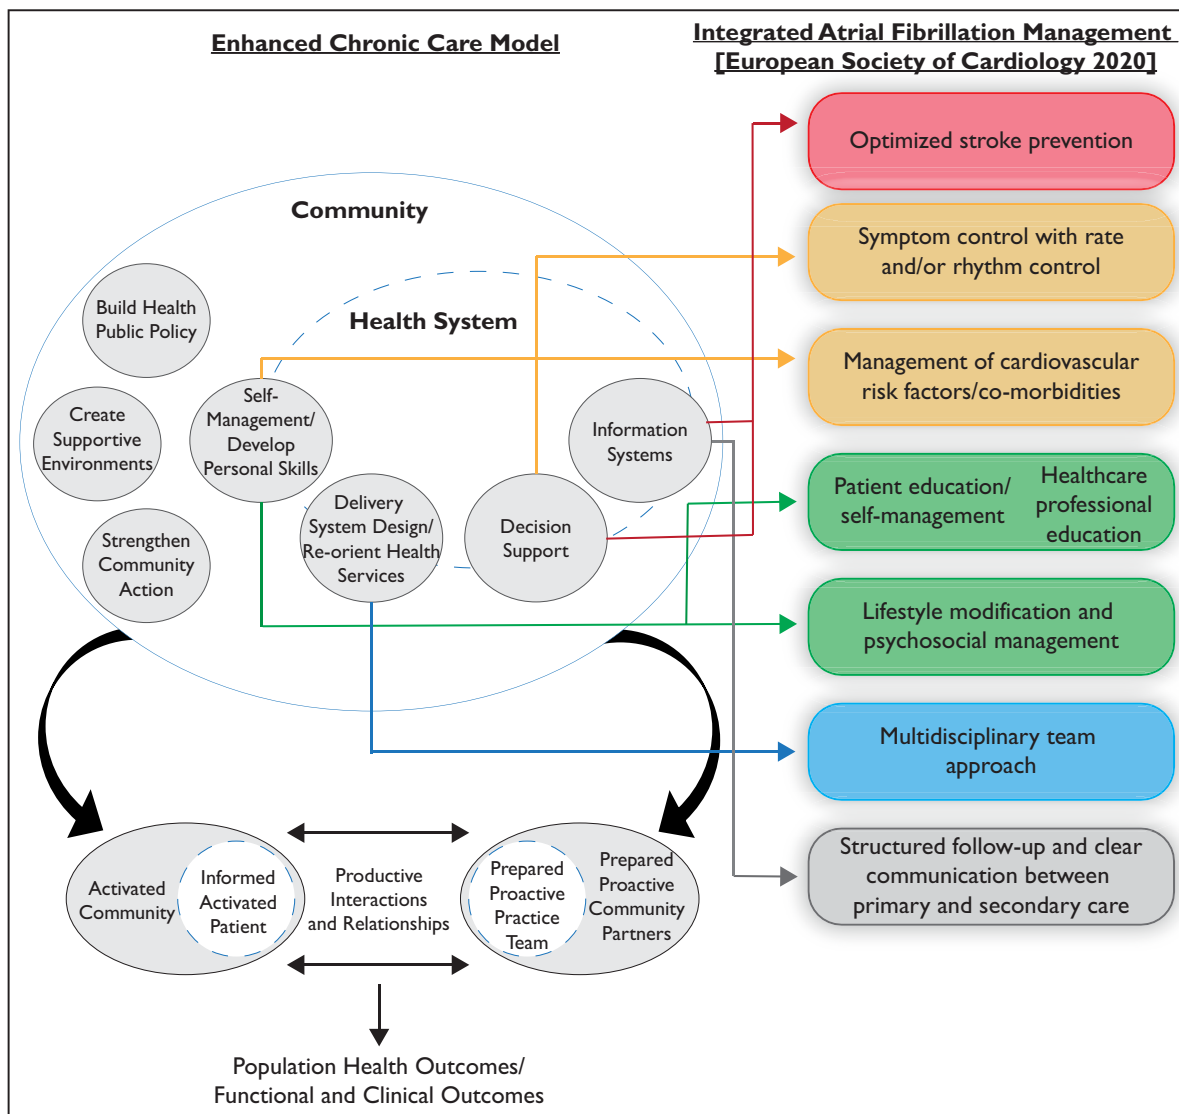 Enhanced Chronic Care Model
Integrated Atrial Fibrillation Management
[European Society of Cardiology 2020]
Community
Health System
Build Health
Public Policy
Create
Supportive
Environments
Strengthen
Community
Action
Self-
Management/
Develop
Personal Skills
Delivery
System Design/
Re-orient Health
Services
Decision
Support
Information
Systems
Optimized stroke prevention
Symptom control with rate
and/or rhythm control
Management of cardiovascular
risk factors/co-morbidities
Patient education/
self-management
Healthcare
professional
education
Lifestyle modification and
psychosocial management
Multidisciplinary team
approach
Structured follow-up and clear
communication between
primary and secondary care
Activated
Community
Informed
Activated
Patient
Productive
Interactions
and Relationships
Prepared
Proactive
Practice
Team
Prepared
Proactive
Community
Partners
Population Health Outcomes/
Functional and Clinical Outcomes